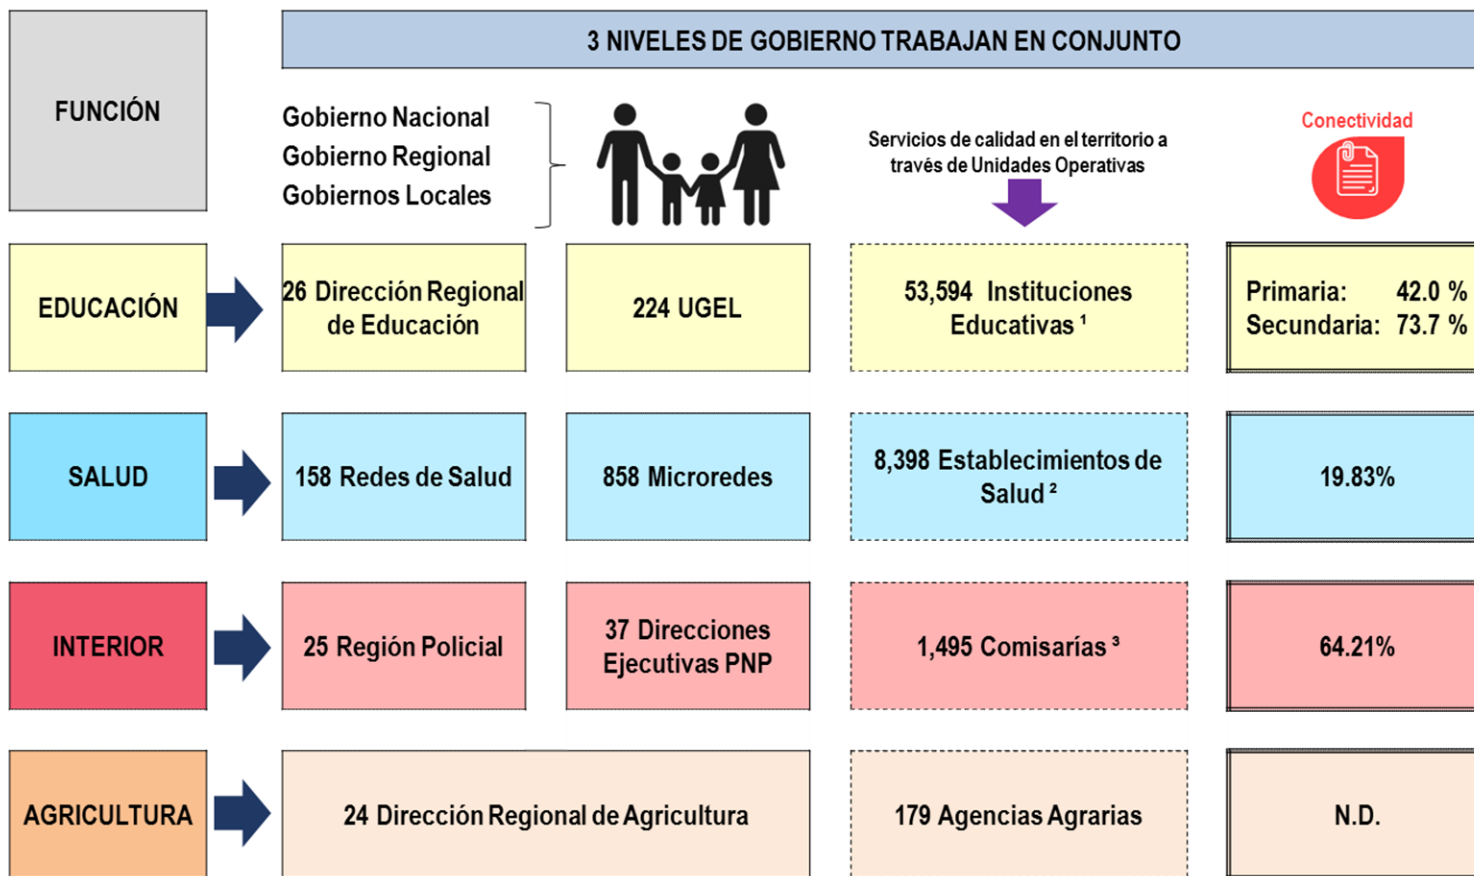 FUNCIÓN
3 NIVELES DE GOBIERNO TRABAJAN EN CONJUNTO
Gobierno Nacional
Gobierno Regional
Gobiernos Locales
Servicios de calidad en el territorio a
través de Unidades Operativas
Conectividad
EDUCACIÓN
26 Dirección Regional
de Educación
224 UGEL
53,594 Instituciones
Educativas ¹
Primaria: 42.0 %
Secundaria: 73.7 %
SALUD
158 Redes de Salud
858 Microredes
8,398 Establecimientos de
Salud ²
19.83%
INTERIOR
25 Región Policial
37 Direcciones
Ejecutivas PNP
1,495 Comisarías ³
64.21%
AGRICULTURA
24 Dirección Regional de Agricultura
179 Agencias Agrarias
N.D.